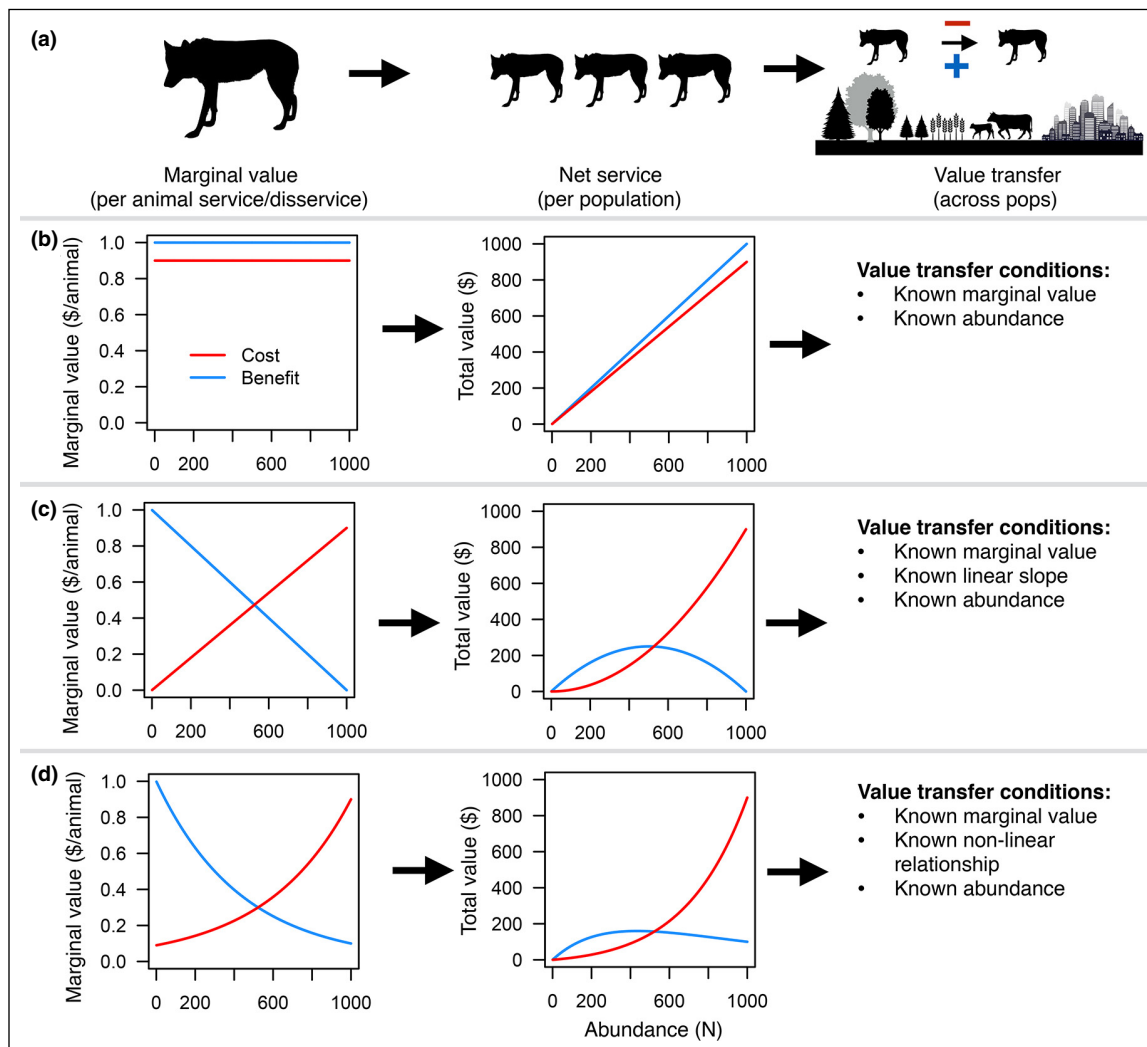 (a)
Marginal value
(per animal service/disservice)
Net service
(per population)
Value transfer
(across pops)
(b)
Marginal value ($/animal)
1.0
0.8
0.6
0.4
0.2
0.0
Cost
Benefit
0 200 600 1000
Total value ($)
1000
800
600
400
200
0
0 200 600 1000
Value transfer conditions:
• Known marginal value
• Known abundance
(c)
Marginal value ($/animal)
1.0
0.8
0.6
0.4
0.2
0.0
0 200 600 1000
Total value ($)
1000
800
600
400
200
0
0 200 600 1000
Value transfer conditions:
• Known marginal value
• Known linear slope
• Known abundance
(d)
Marginal value ($/animal)
1.0
0.8
0.6
0.4
0.2
0.0
0 200 600 1000
Total value ($)
1000
800
600
400
200
0
0 200 600 1000
Abundance (N)
Value transfer conditions:
• Known marginal value
• Known non-linear
relationship
• Known abundance